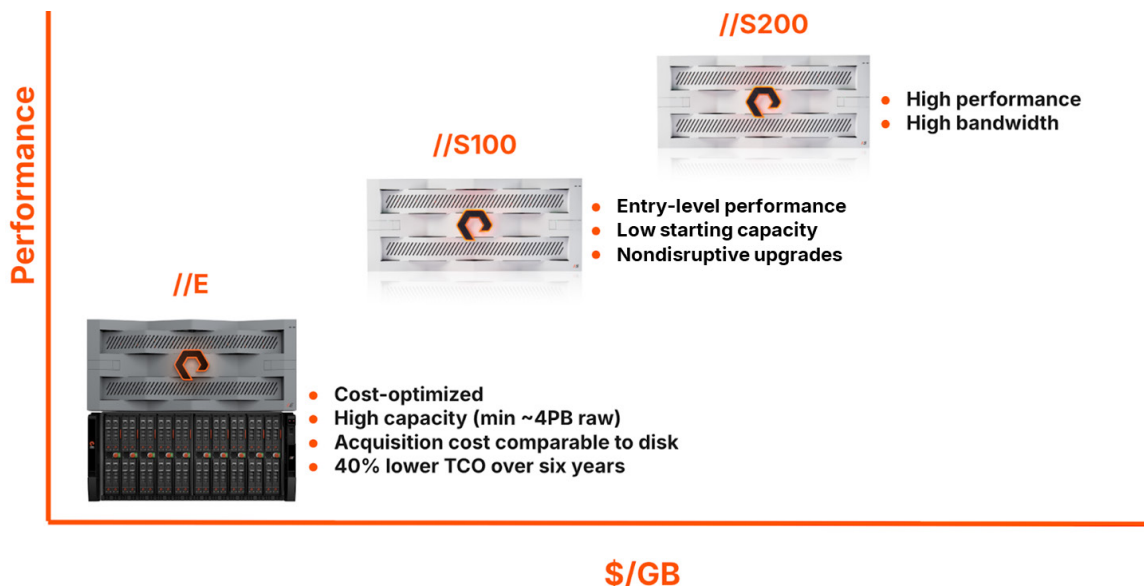 //S200
High performance
High bandwidth
//S100
Entry-level performance
Low starting capacity
Nondisruptive upgrades
//E
Cost-optimized
High capacity (min ~4PB raw)
Acquisition cost comparable to disk
40% lower TCO over six years
Performance
$/GB